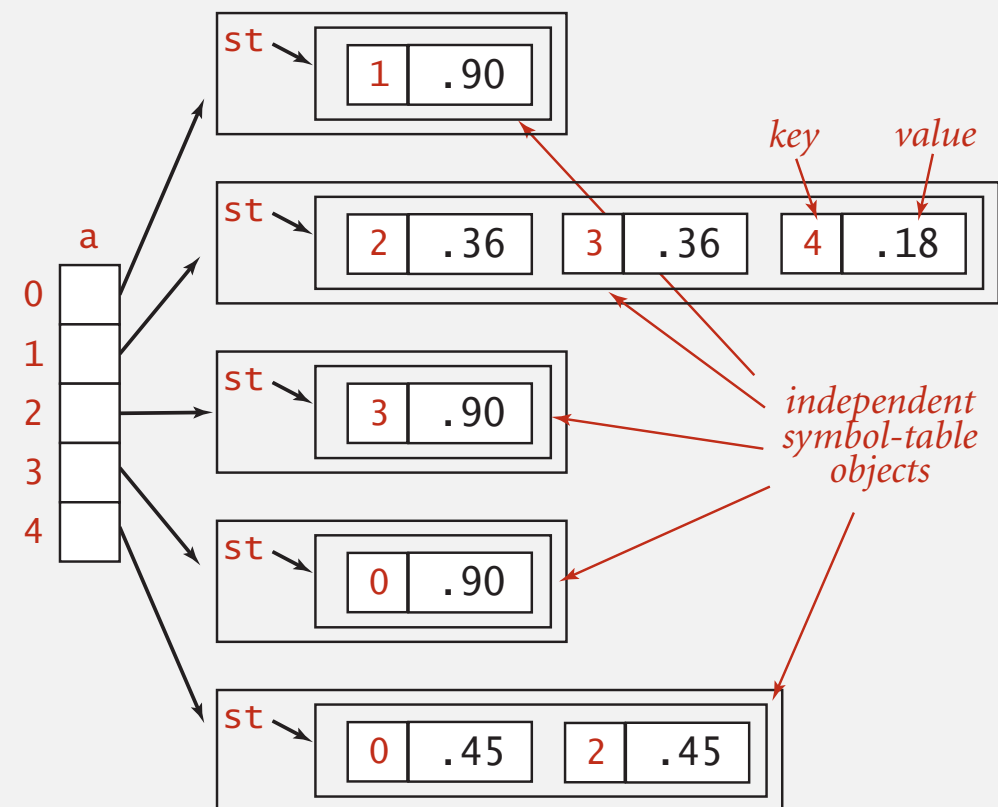 st
1 .90
key value
st
2 .36 3 .36 4 .18
a
0
1
2
3
4
st
3 .90
independent
symbol-table
objects
st
0 .90
st
0 .45 2 .45